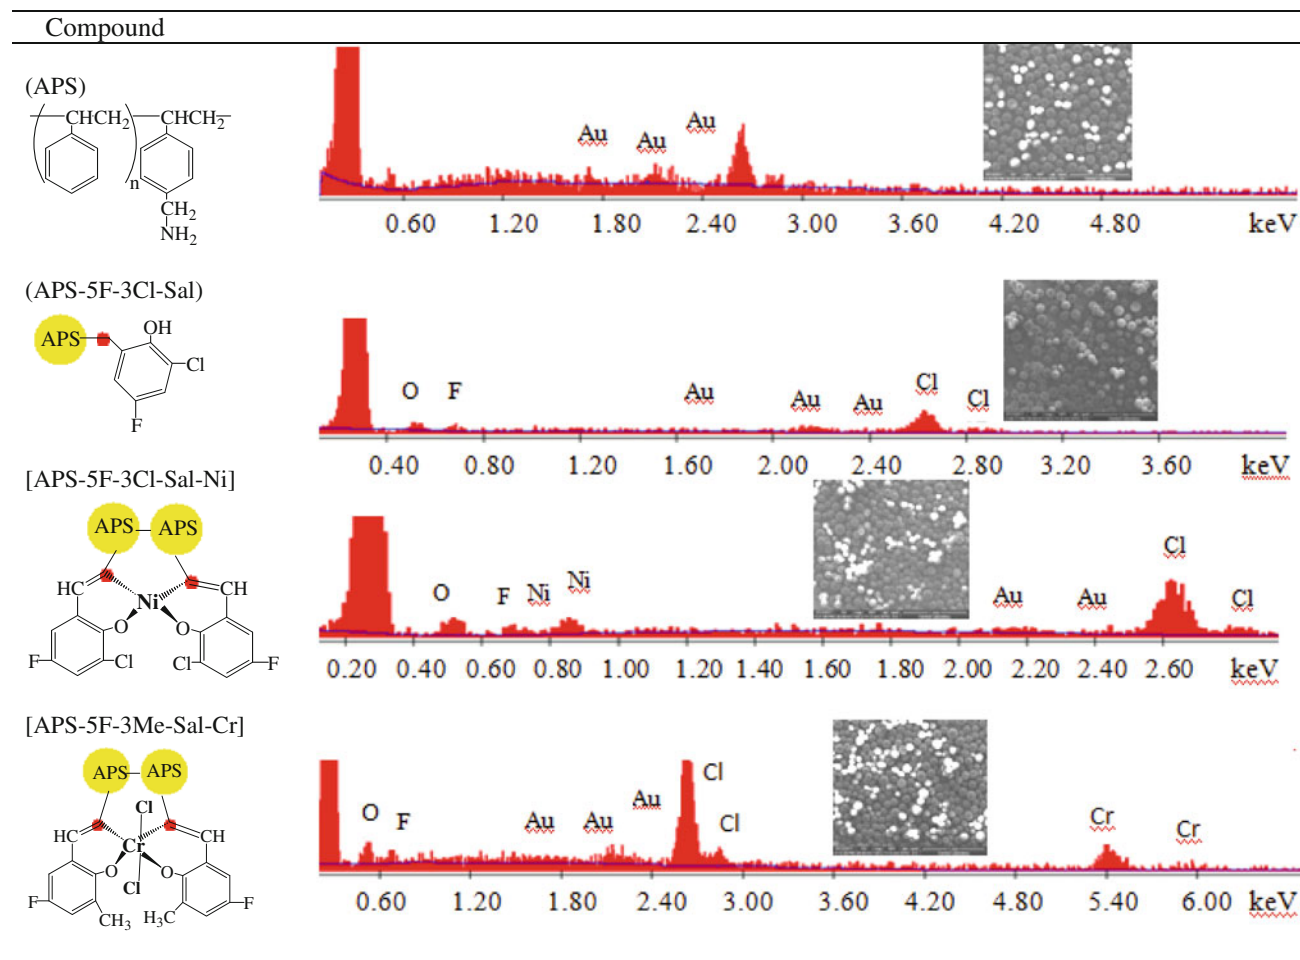 Compound
(APS)
CHCH2 CHCH2
n
CH2
NH2
Au Au Au
0.60 1.20 1.80 2.40 3.00 3.60 4.20 4.80 keV
(APS-5F-3Cl-Sal)
APS OH
Cl
F
O F Au Au Au Cl Cl
0.40 0.80 1.20 1.60 2.00 2.40 2.80 3.20 3.60 keV
[APS-5F-3Cl-Sal-Ni]
APS APS
HC CH
Ni
O O
F Cl Cl F
O F Ni Ni Au Au Cl Cl
0.20 0.40 0.60 0.80 1.00 1.20 1.40 1.60 1.80 2.00 2.20 2.40 2.60 keV
[APS-5F-3Me-Sal-Cr]
APS APS
Cl
HC CH
Cr
O O
Cl
F CH3 H3C F
O F Au Au Au Cl Cl Cr Cr
0.60 1.20 1.80 2.40 3.00 3.60 4.20 4.80 5.40 6.00 keV